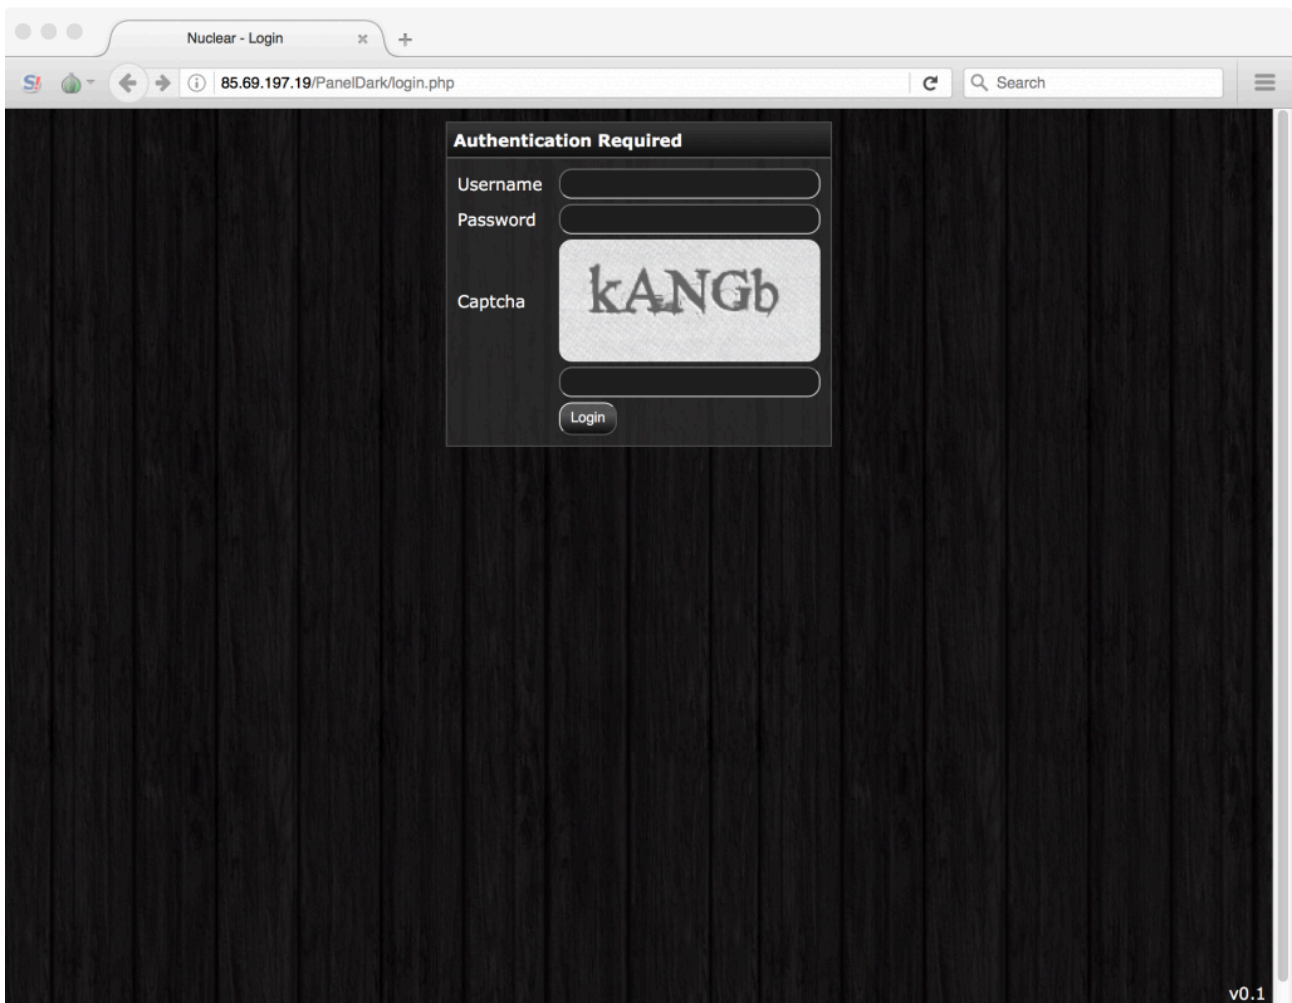 Nuclear - Login
S!
85.69.197.19/PanelDark/login.php
Search
Authentication Required
Username
Password
Captcha
kANGb
Login
v0.1